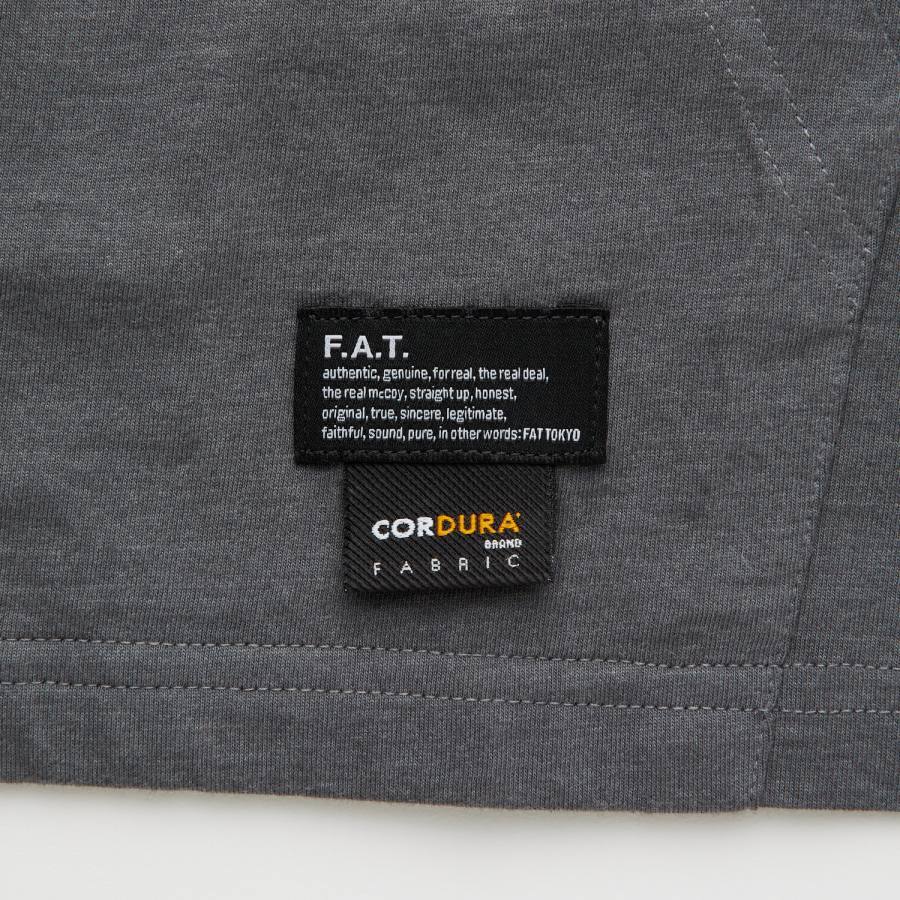 F.A.T.
authentic, genuine, for real, the real deal,
the real mccoy, straight up, honest,
original, true, sincere, legitimate,
faithful, sound, pure, in other words: FAT TOKYO
CORDURA®
BRAND
FABRIC